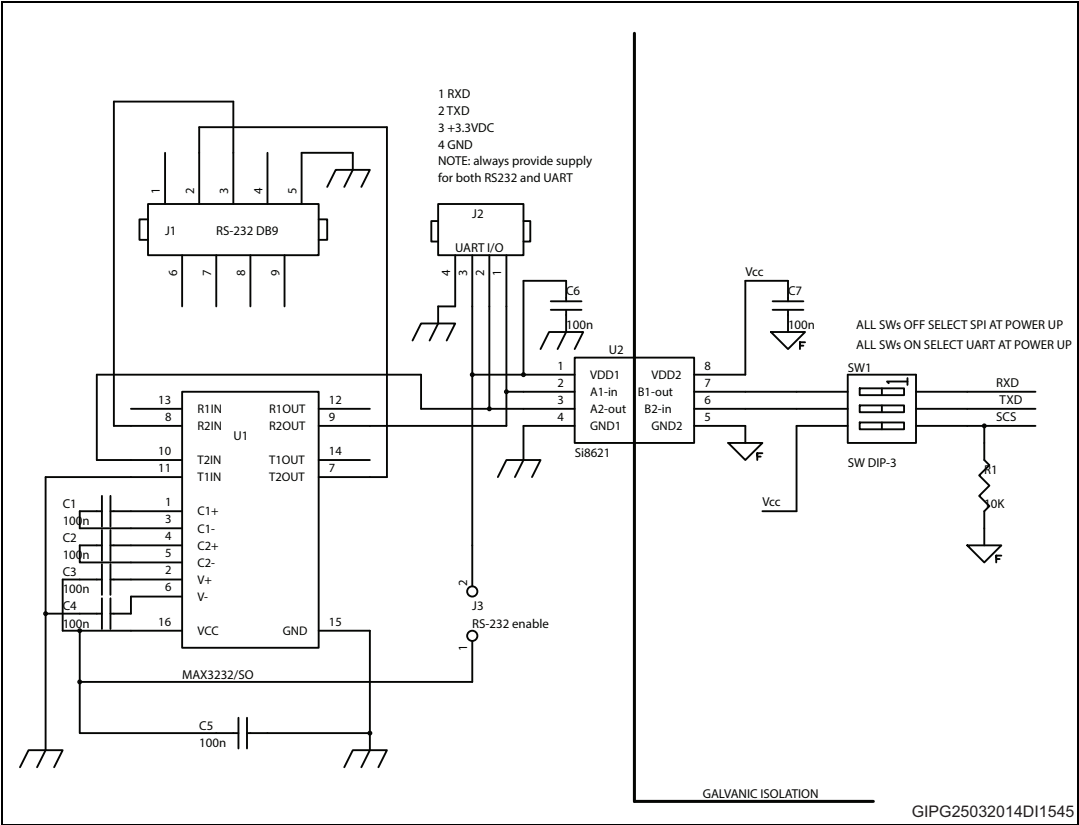 1 RXD
2 TXD
3 +3.3VDC
4 GND
NOTE: always provide supply
for both RS232 and UART
1
2
3
4
5
J1 RS-232 DB9
6
7
8
9
J2
UART I/O
4
3
2
1
C6
100n
Vcc
C7
100n
F
ALL SWs OFF SELECT SPI AT POWER UP
ALL SWs ON SELECT UART AT POWER UP
U2
1 VDD1 VDD2 8
2 A1-in B1-out 7
3 A2-out B2-in 6
4 GND1 GND2 5
Si8621
F
SW1
1
SW DIP-3
RXD
TXD
SCS
Vcc
R1
10K
F
U1
13 R1IN R1OUT 12
8 R2IN R2OUT 9
10 T2IN T1OUT 14
11 T1IN T2OUT 7
C1
100n
C2
100n
C3
100n
C4
100n
1 C1+
3 C1-
4 C2+
5 C2-
2 V+
6 V-
16 VCC GND 15
MAX3232/SO
2
J3
RS-232 enable
1
C5
100n
GALVANIC ISOLATION
GIPG25032014DI1545